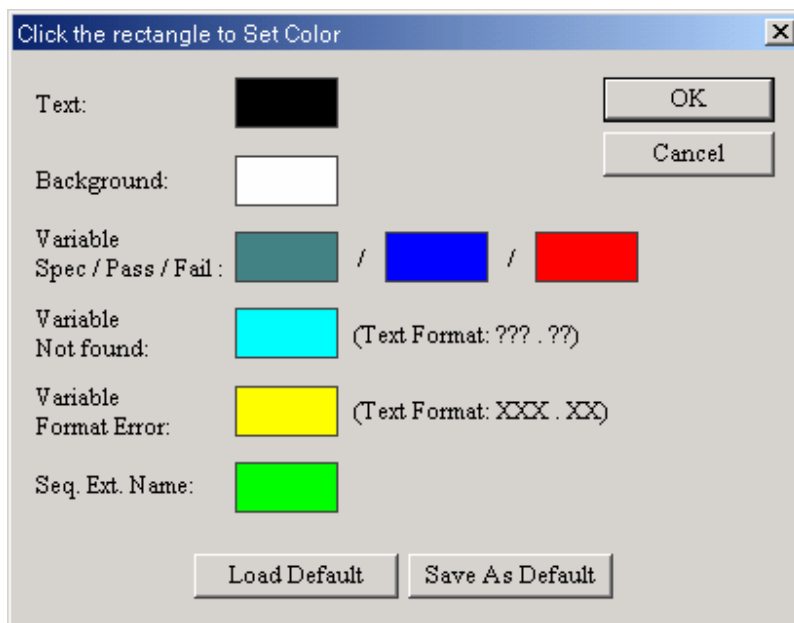 Click the rectangle to Set Color
Text:
OK
Cancel
Background:
Variable
Spec / Pass / Fail :
/
/
Variable
Not found:
(Text Format: ??? . ??)
Variable
Format Error:
(Text Format: XXX . XX)
Seq. Ext. Name:
Load Default
Save As Default